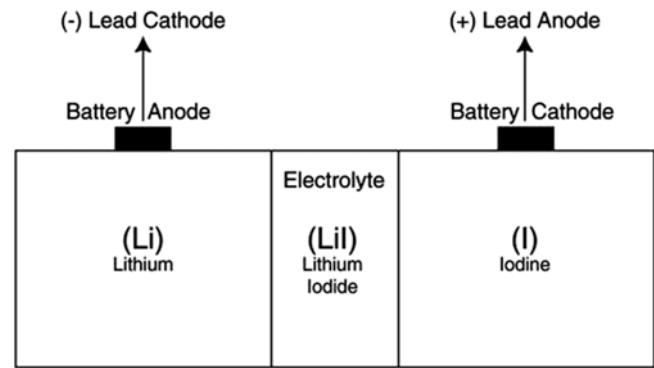 (-) Lead Cathode
(+) Lead Anode
Battery Anode
Battery Cathode
Electrolyte
(Li)
Lithium
(LiI)
Lithium
Iodide
(I)
Iodine